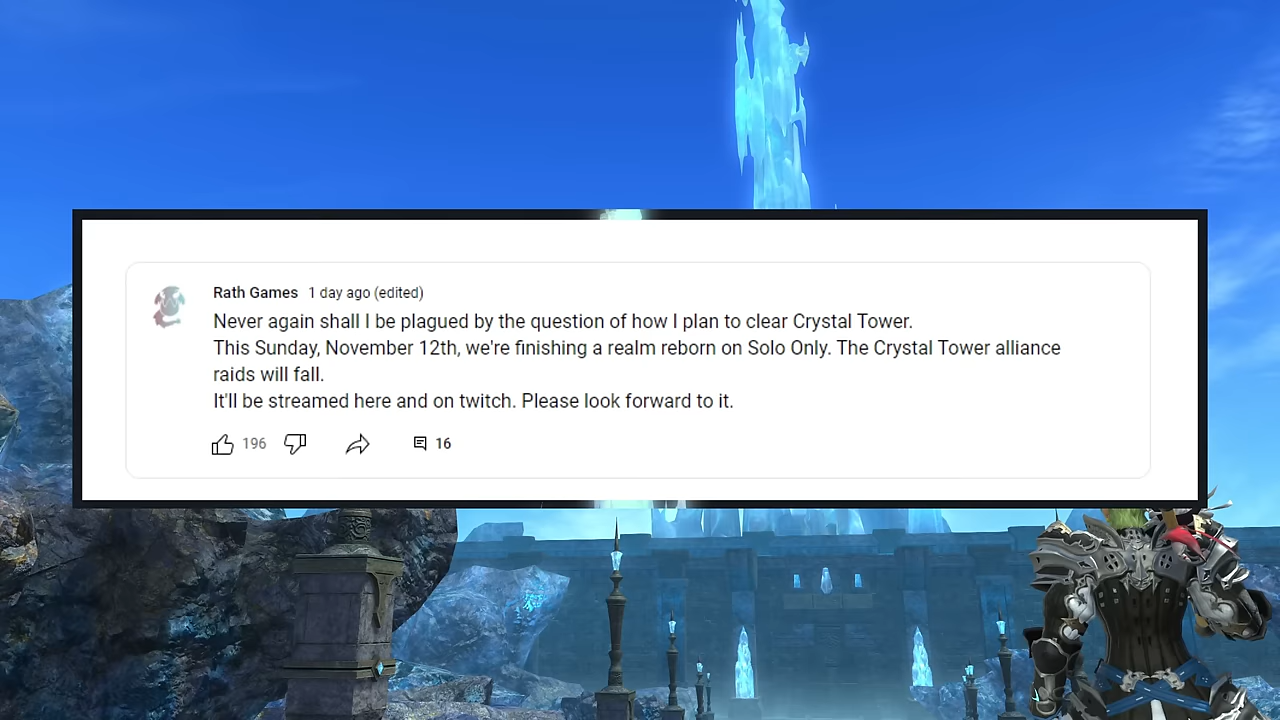 Rath Games 1 day ago (edited)
Never again shall I be plagued by the question of how I plan to clear Crystal Tower.
This Sunday, November 12th, we're finishing a realm reborn on Solo Only. The Crystal Tower alliance
raids will fall.
It'll be streamed here and on twitch. Please look forward to it.
196 16